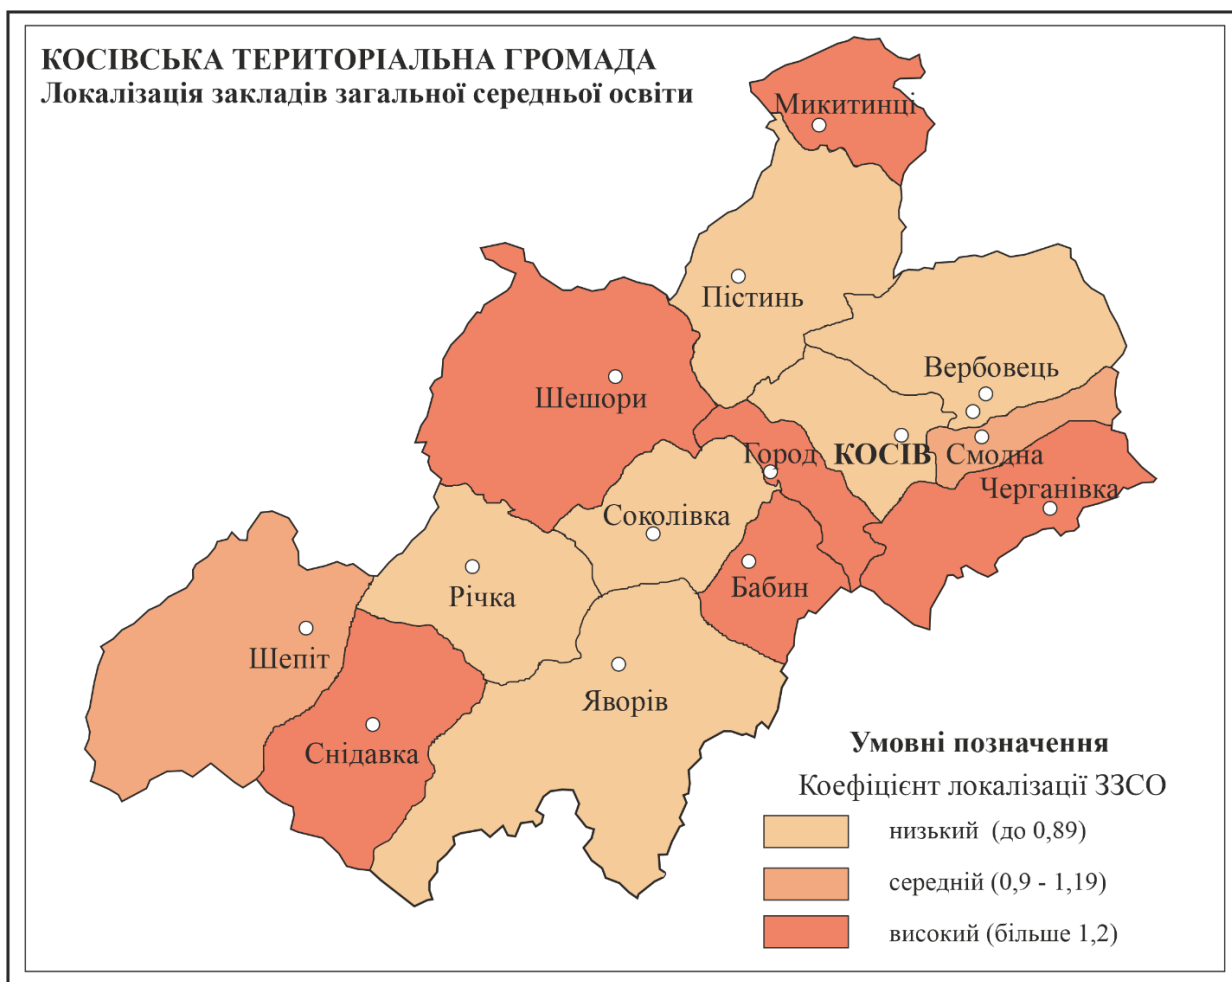 КОСІВСЬКА ТЕРИТОРІАЛЬНА ГРОМАДА
Локалізація закладів загальної середньої освіти
Микитинці
Пістинь
Вербовець
Шешори
Город
КОСІВ
Смодна
Черганівка
Соколівка
Бабин
Річка
Шепіт
Яворів
Снідавка
Умовні позначення
Коефіцієнт локалізації ЗЗСО
низький (до 0,89)
середній (0,9 - 1,19)
високий (більше 1,2)